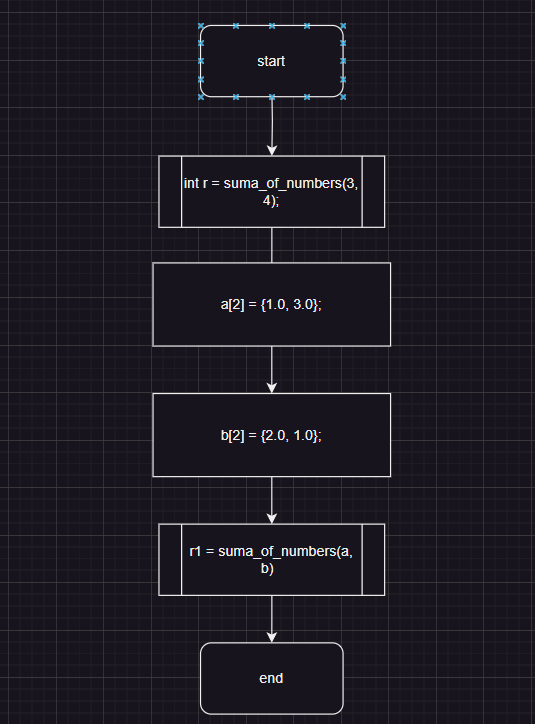 start
int r = suma_of_numbers(3,
4);
a[2] = {1.0, 3.0};
b[2] = {2.0, 1.0};
r1 = suma_of_numbers(a,
b)
end